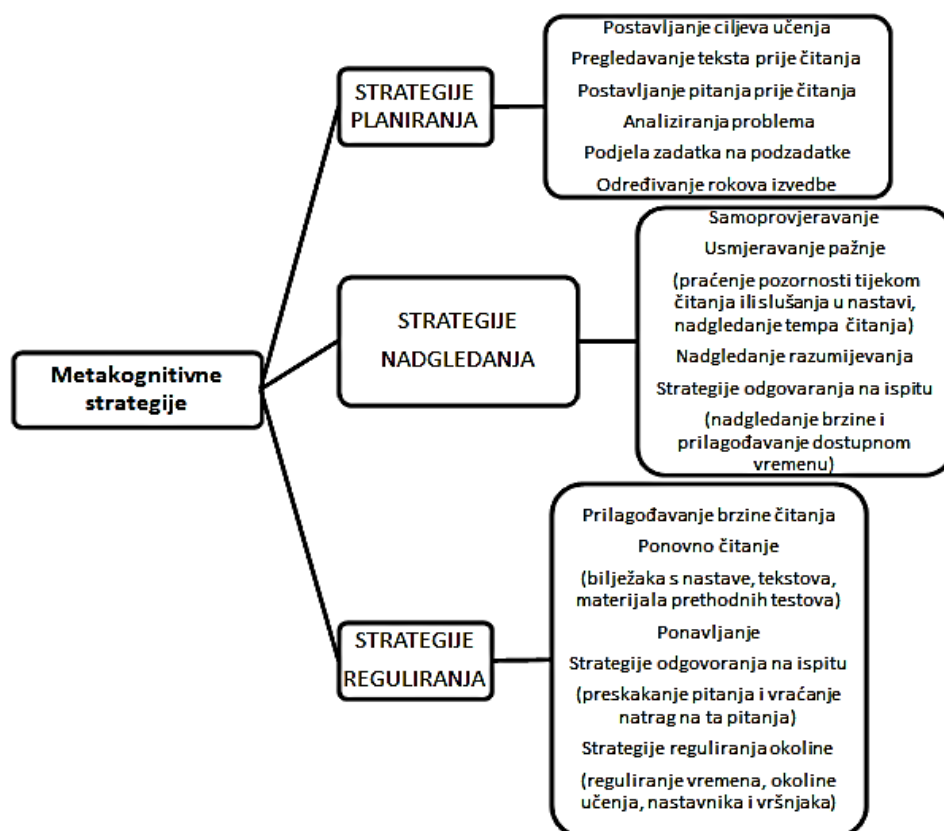 Metakognitivne
strategije
STRATEGIJE
PLANIRANJA
Postavljanje ciljeva učenja
Pregledavanje teksta prije čitanja
Postavljanje pitanja prije čitanja
Analiziranja problema
Podjela zadatka na podzadatke
Određivanje rokova izvedbe
STRATEGIJE
NADGLEDANJA
Samoprovjeravanje
Usmjeravanje pažnje
(praćenje pozornosti tijekom
čitanja ili slušanja u nastavi,
nadgledanje tempa čitanja)
Nadgledanje razumijevanja
Strategije odgovaranja na ispitu
(nadgledanje brzine i
prilagođavanje dostupnom
vremenu)
STRATEGIJE
REGULIRANJA
Prilagođavanje brzine čitanja
Ponovno čitanje
(bilježaka s nastave, tekstova,
materijala prethodnih testova)
Ponavljanje
Strategije odgovoranja na ispitu
(preskakanje pitanja i vraćanje
natrag na ta pitanja)
Strategije reguliranja okoline
(reguliranje vremena, okoline
učenja, nastavnika i vršnjaka)